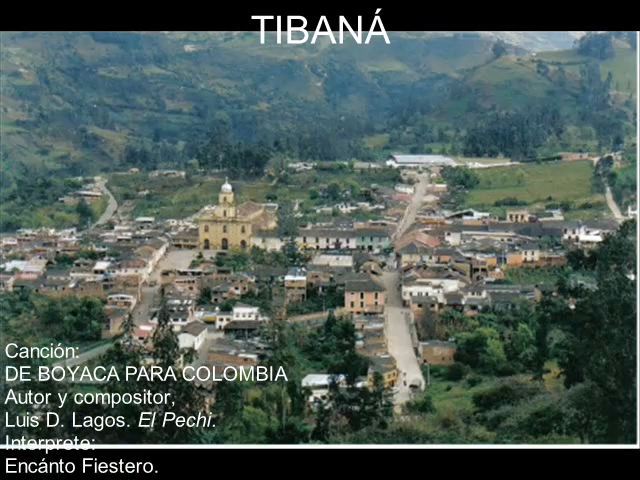 TIBANÁ
Canción:
DE BOYACA PARA COLOMBIA
Autor y compositor,
Luis D. Lagos. El Pechi.
Interprete:
Encánto Fiestero.